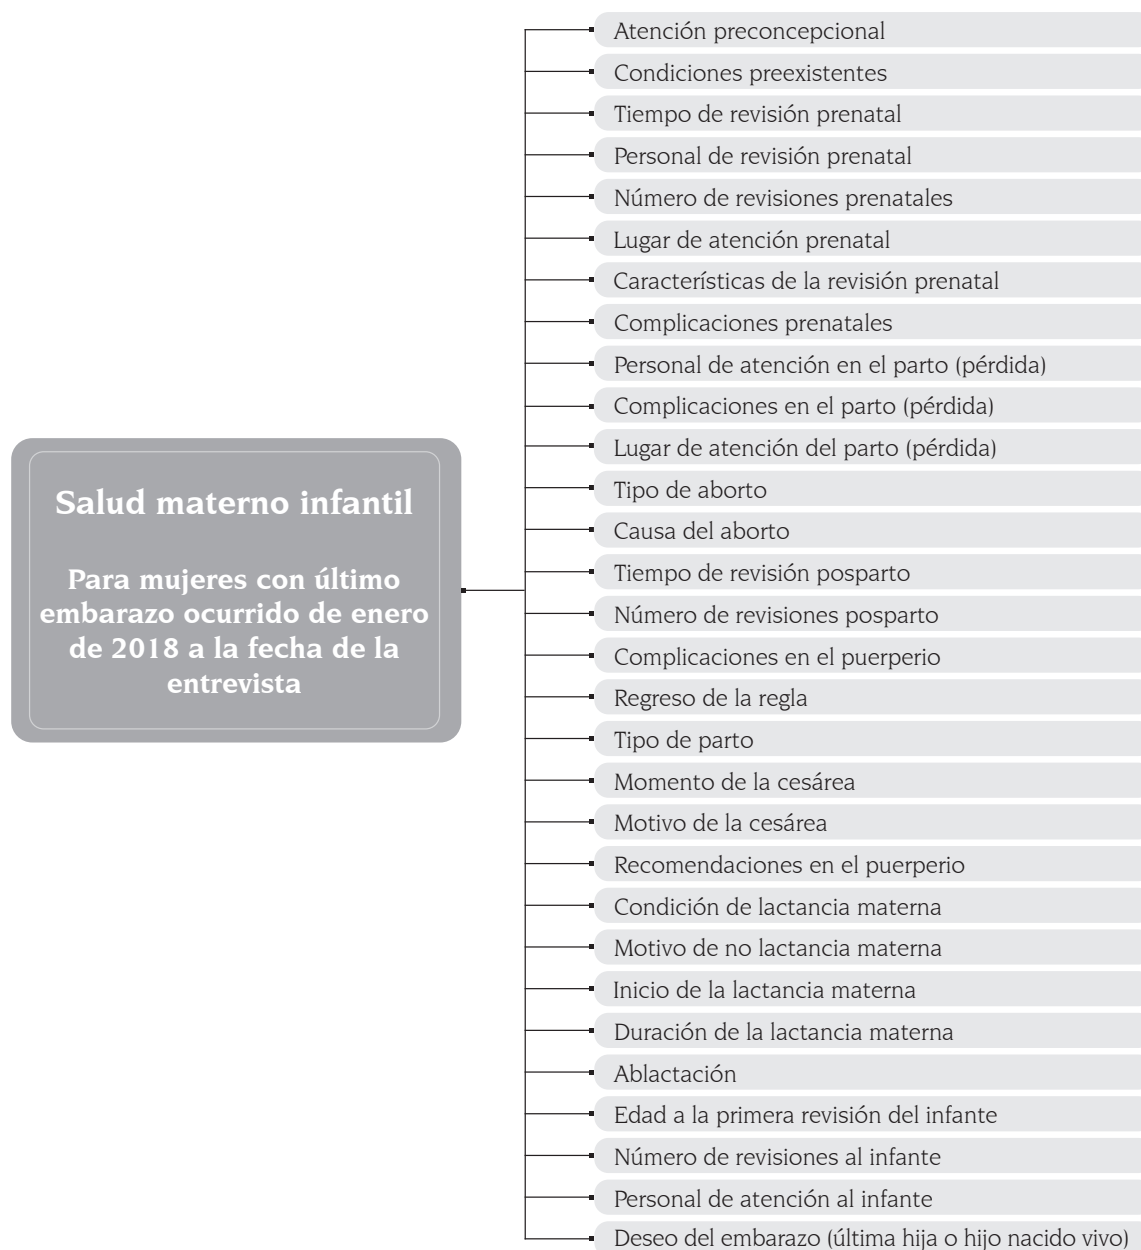 Salud materno infantil
Para mujeres con último
embarazo ocurrido de enero
de 2018 a la fecha de la
entrevista
Atención preconcepcional
Condiciones preexistentes
Tiempo de revisión prenatal
Personal de revisión prenatal
Número de revisiones prenatales
Lugar de atención prenatal
Características de la revisión prenatal
Complicaciones prenatales
Personal de atención en el parto (pérdida)
Complicaciones en el parto (pérdida)
Lugar de atención del parto (pérdida)
Tipo de aborto
Causa del aborto
Tiempo de revisión posparto
Número de revisiones posparto
Complicaciones en el puerperio
Regreso de la regla
Tipo de parto
Momento de la cesárea
Motivo de la cesárea
Recomendaciones en el puerperio
Condición de lactancia materna
Motivo de no lactancia materna
Inicio de la lactancia materna
Duración de la lactancia materna
Ablactación
Edad a la primera revisión del infante
Número de revisiones al infante
Personal de atención al infante
Deseo del embarazo (última hija o hijo nacido vivo)